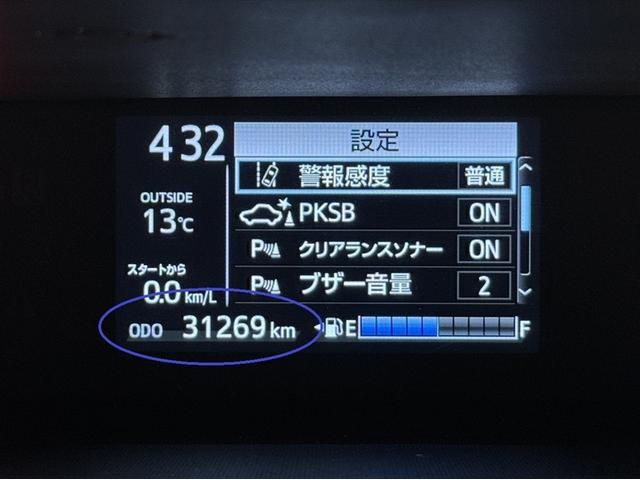 4 32
設定
警報感度 普通
OUTSIDE
13℃
PKSB ON
クリアランスソナー ON
スタートから
0.0 km/L
P ブザー音量 2
ODO 31269 km
E F